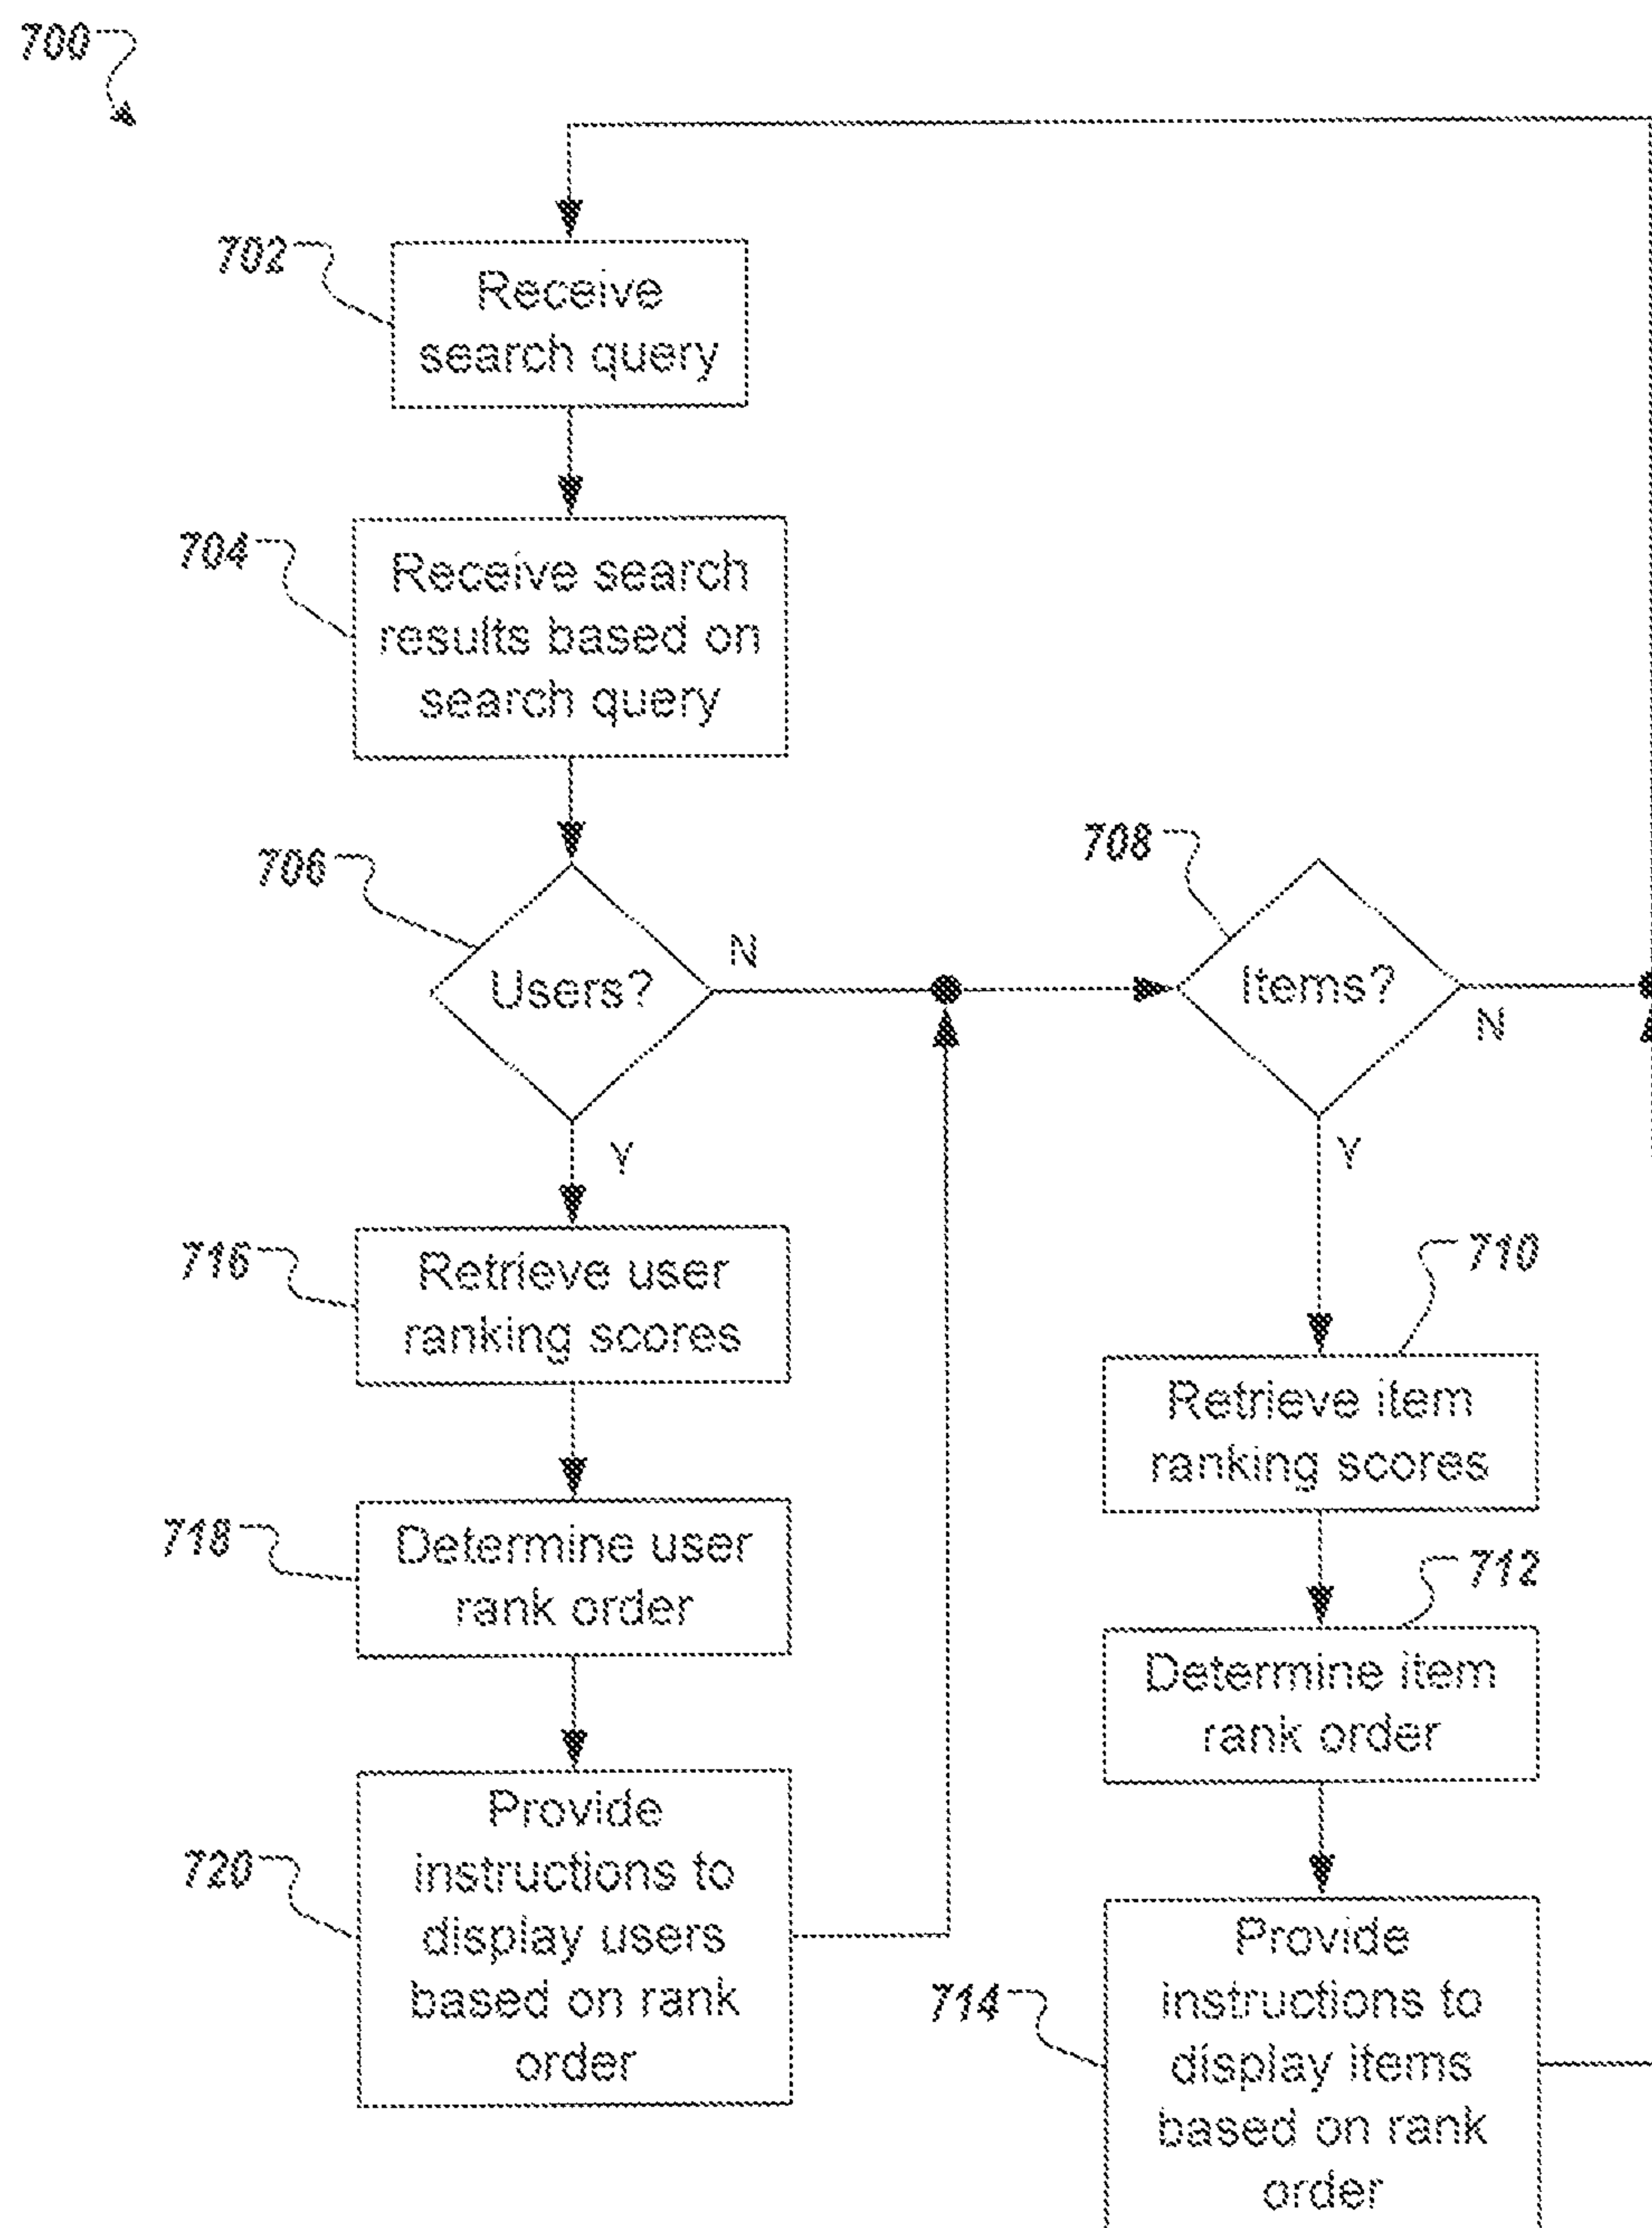 700
702
Receive
search query
704
Receive search
results based on
search query
706
Users?
N
Y
708
Items?
N
Y
716
Retrieve user
ranking scores
710
Retrieve item
ranking scores
718
Determine user
rank order
712
Determine item
rank order
720
Provide
instructions to
display users
based on rank
order
714
Provide
instructions to
display items
based on rank
order